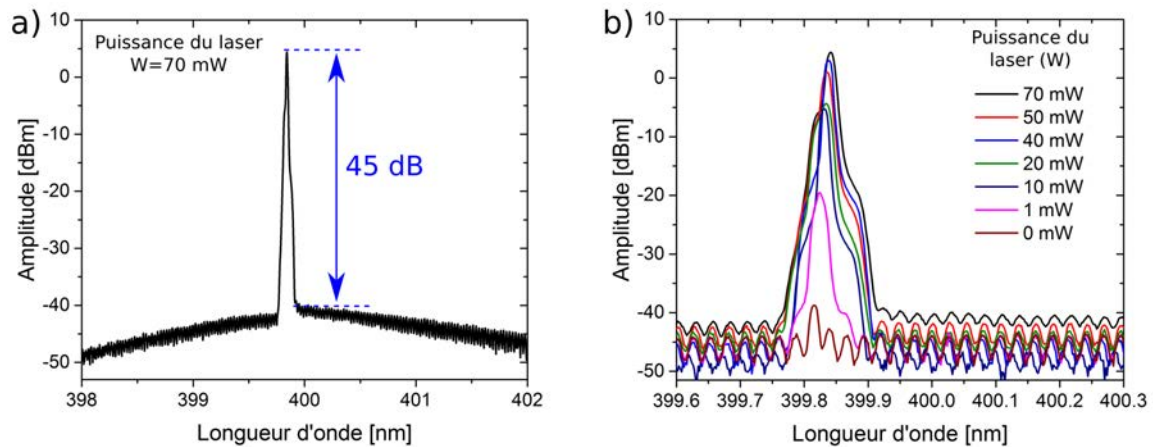 a)
Puissance du laser
W=70 mW
45 dB
10
0
-10
-20
-30
-40
-50
Amplitude [dBm]
398
399
400
401
402
Longueur d'onde [nm]
b)
Puissance du
laser (W)
70 mW
50 mW
40 mW
20 mW
10 mW
1 mW
0 mW
10
0
-10
-20
-30
-40
-50
Amplitude [dBm]
399.6
399.7
399.8
399.9
400.0
400.1
400.2
400.3
Longueur d'onde [nm]